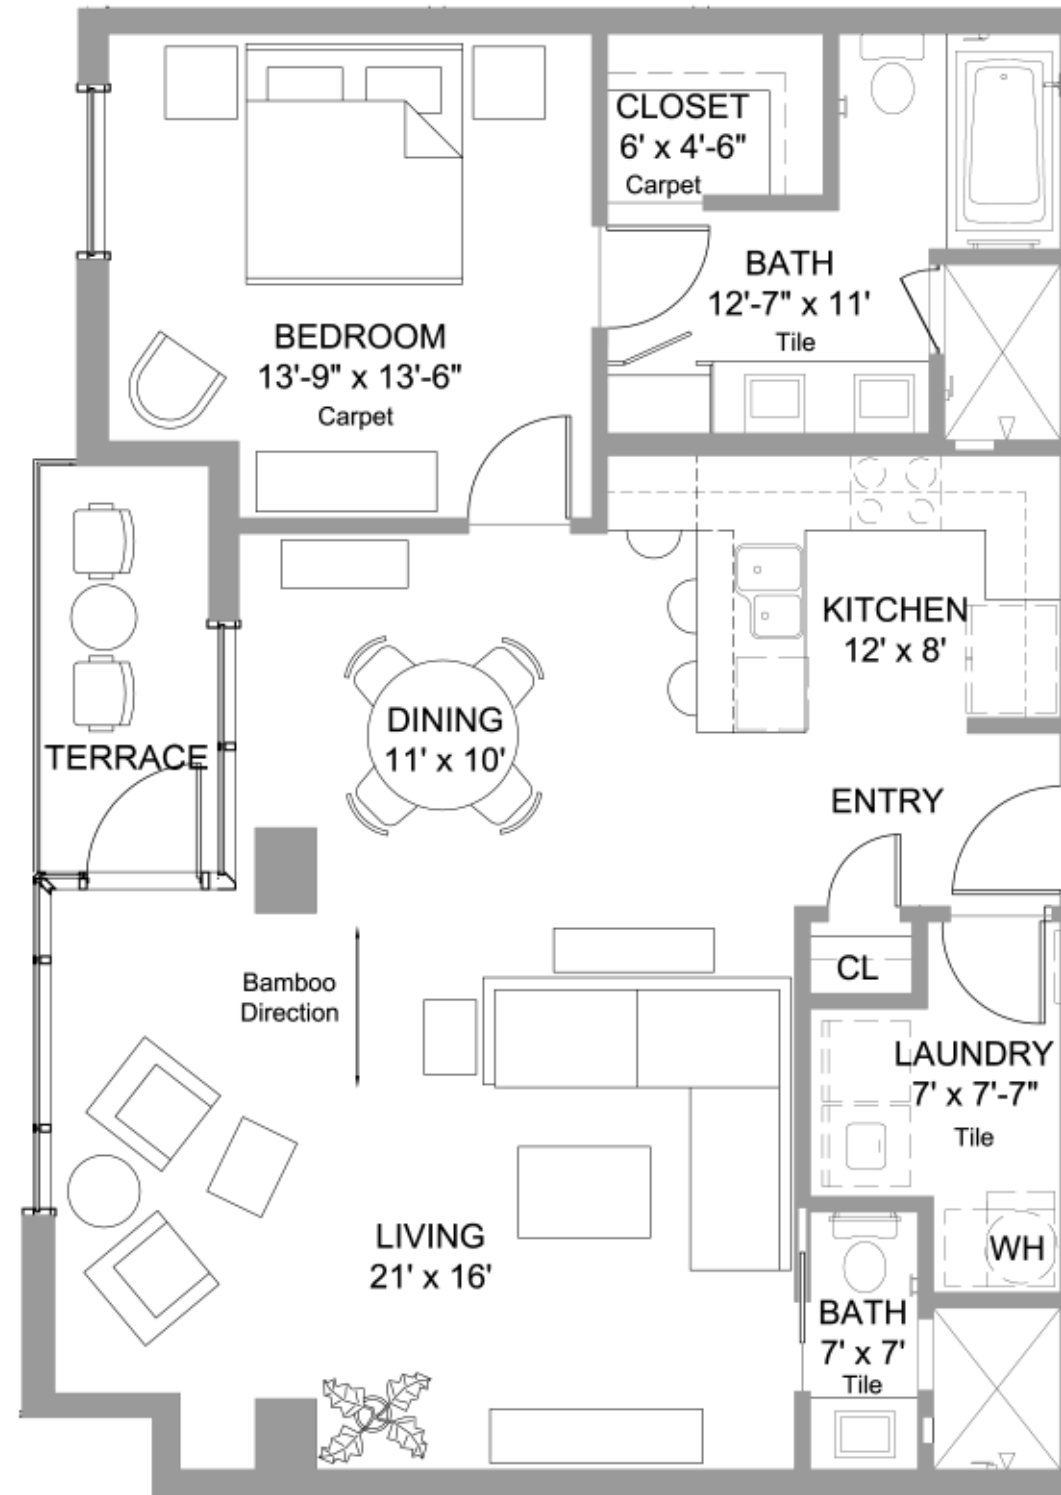 CLOSET
6' x 4'-6"
Carpet
BATH
12'-7" x 11'
Tile
BEDROOM
13'-9" x 13'-6"
Carpet
KITCHEN
12' x 8'
DINING
11' x 10'
TERRACE
ENTRY
CL
Bamboo
Direction
LAUNDRY
7' x 7'-7"
Tile
LIVING
21' x 16'
WH
BATH
7' x 7'
Tile